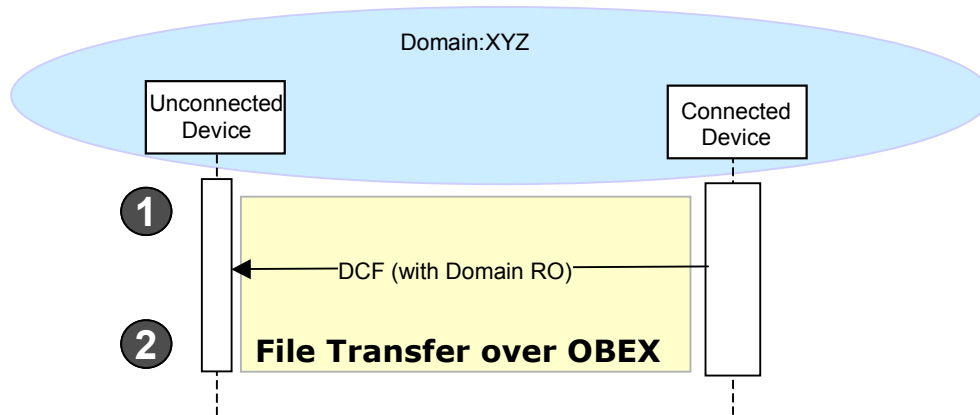 Domain:XYZ
Unconnected
Device
Connected
Device
1
DCF (with Domain RO)
2
File Transfer over OBEX